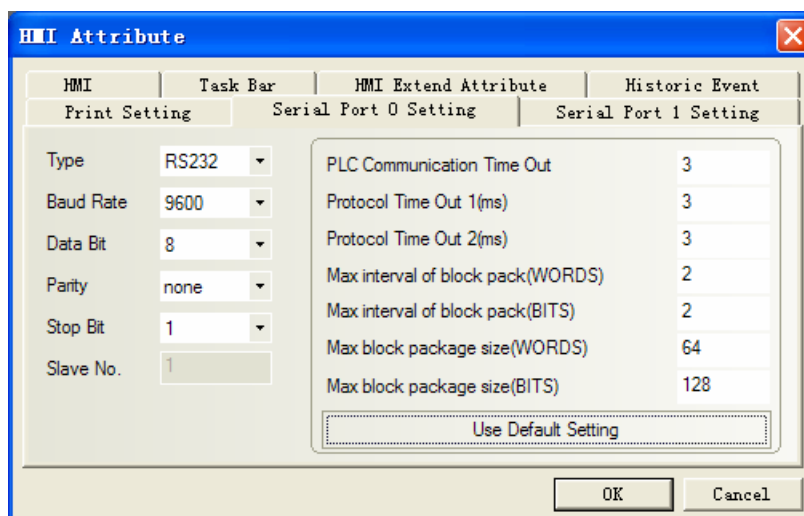 HMI Attribute
HMI Task Bar HMI Extend Attribute Historic Event
Print Setting Serial Port 0 Setting Serial Port 1 Setting
Type RS232
Baud Rate 9600
Data Bit 8
Parity none
Stop Bit 1
Slave No. 1
PLC Communication Time Out 3
Protocol Time Out 1(ms) 3
Protocol Time Out 2(ms) 3
Max interval of block pack(WORDS) 2
Max interval of block pack(BITS) 2
Max block package size(WORDS) 64
Max block package size(BITS) 128
Use Default Setting
OK Cancel